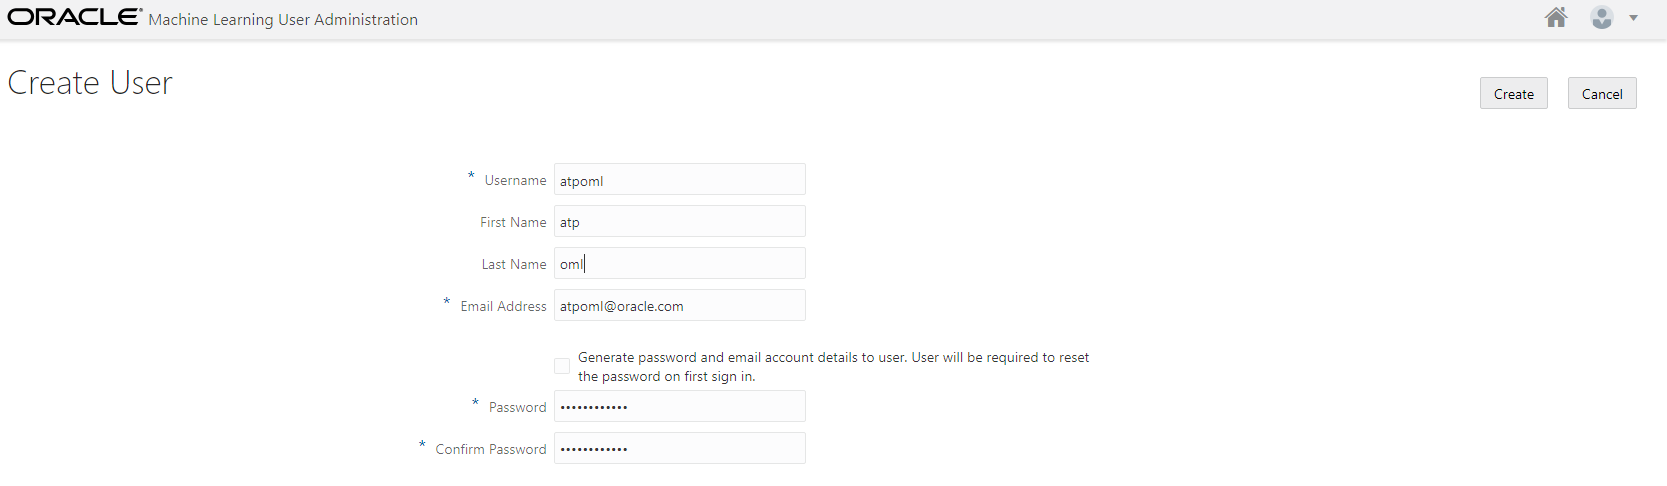 ORACLE® Machine Learning User Administration
Create User
Create Cancel
* Username atpoml
First Name atp
Last Name oml
* Email Address atpoml@oracle.com
Generate password and email account details to user. User will be required to reset
the password on first sign in.
* Password ••••••••••••
* Confirm Password ••••••••••••